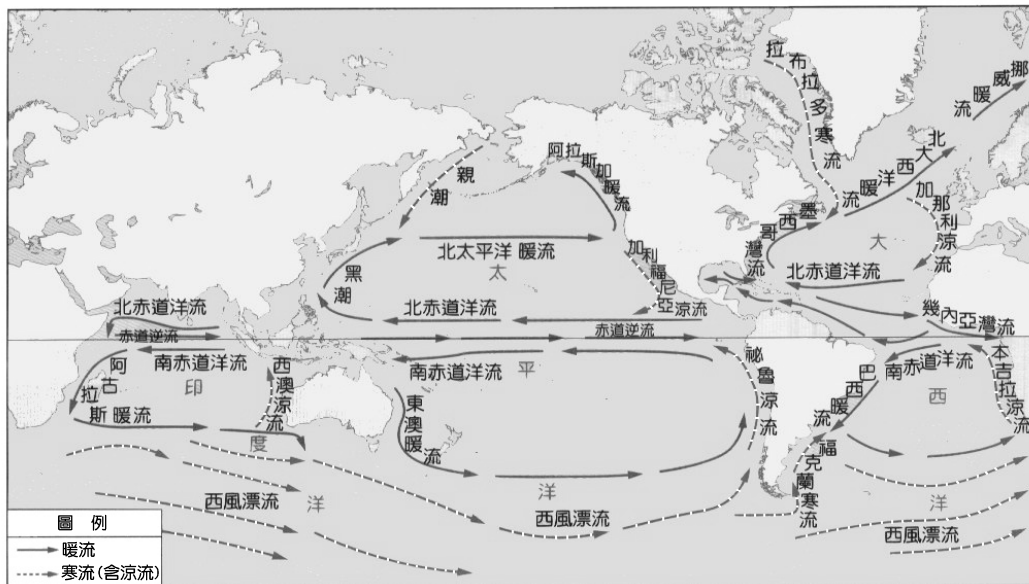 拉布拉多寒流
挪威暖流
北大西洋暖流
阿拉斯加暖流
親潮
墨西哥灣流
加那利涼流
北太平洋暖流
加利福尼亞涼流
太
大
黑潮
北赤道洋流
北赤道洋流
北赤道洋流
幾內亞灣流
赤道逆流
赤道逆流
南赤道洋流
南赤道洋流
南赤道洋流
阿古拉斯暖流
印
西澳涼流
平
祕魯涼流
巴西暖流
西
本吉拉涼流
東澳暖流
度
福克蘭寒流
洋
洋
洋
西風漂流
西風漂流
西風漂流
圖 例
暖流
寒流(含涼流)